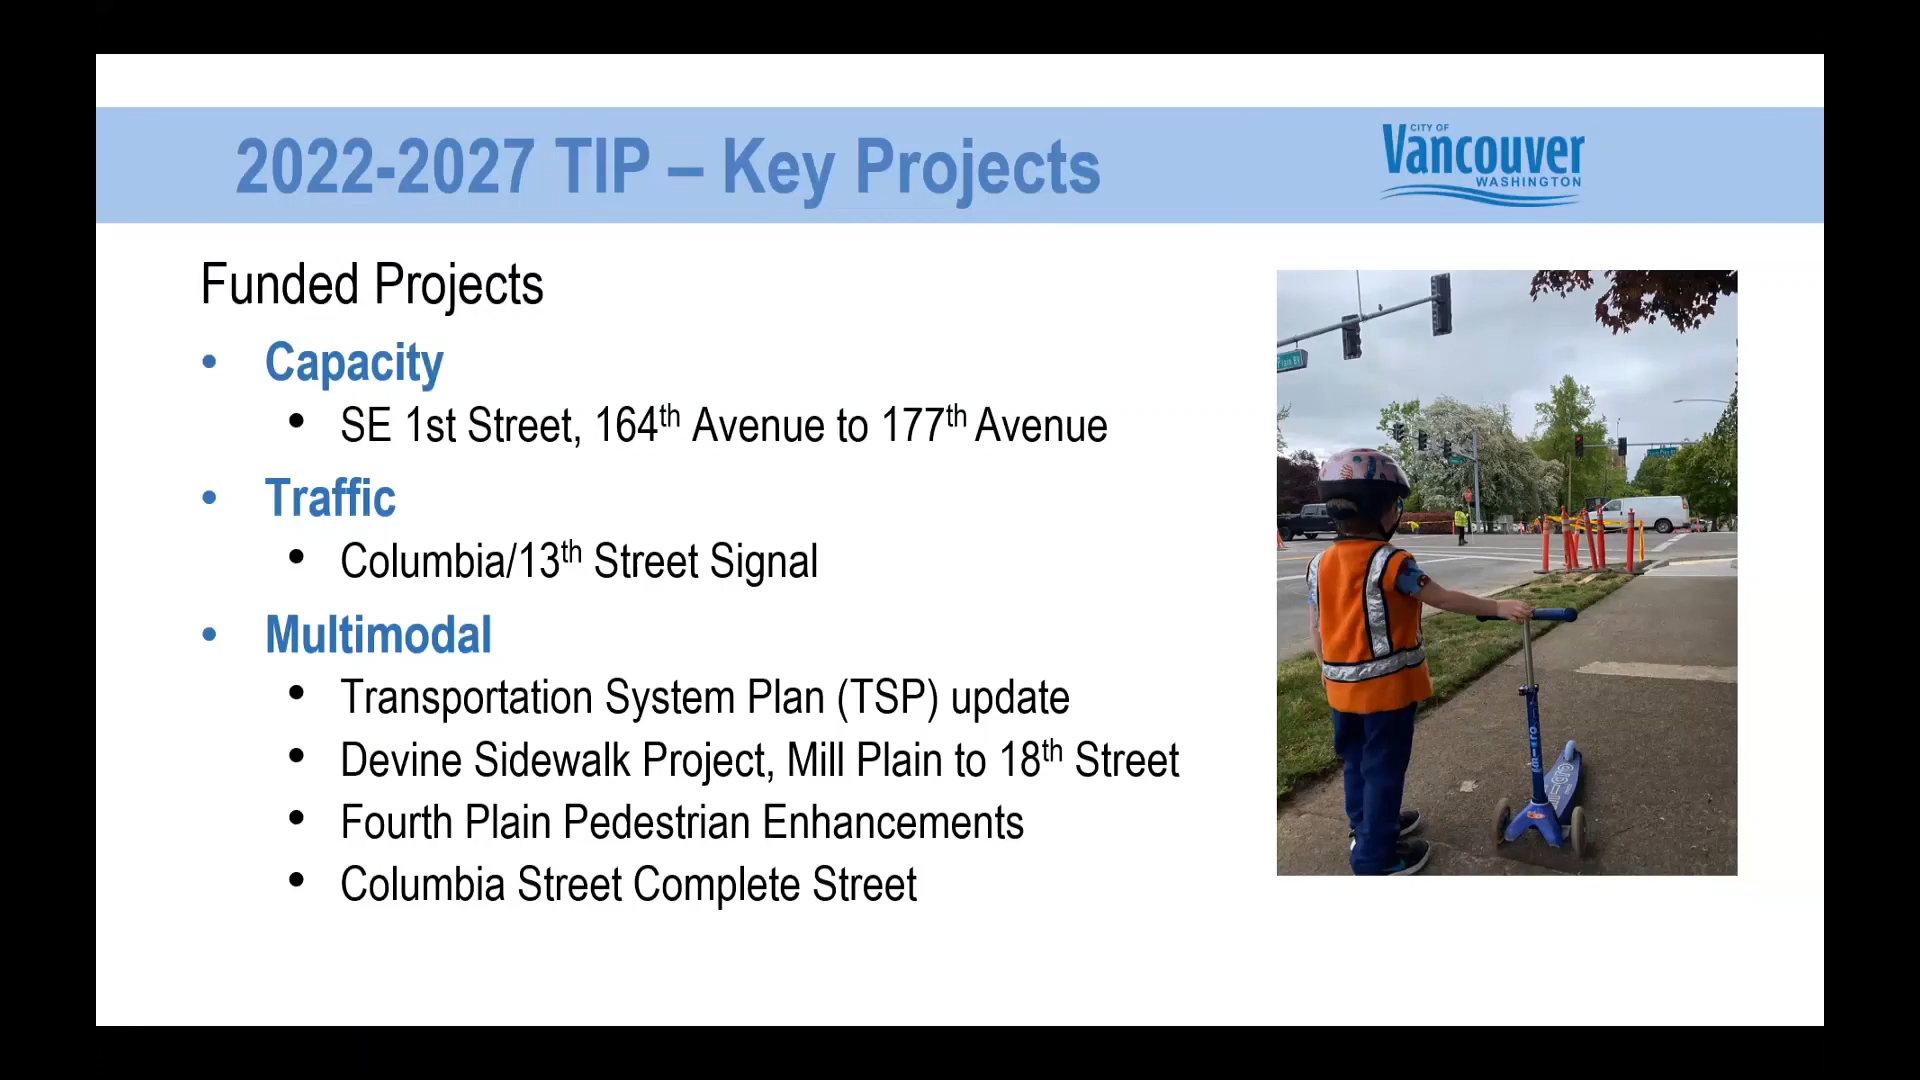 2022-2027 TIP – Key Projects
CITY OF
Vancouver
WASHINGTON
Funded Projects
• Capacity
• SE 1st Street, 164th Avenue to 177th Avenue
• Traffic
• Columbia/13th Street Signal
• Multimodal
• Transportation System Plan (TSP) update
• Devine Sidewalk Project, Mill Plain to 18th Street
• Fourth Plain Pedestrian Enhancements
• Columbia Street Complete Street